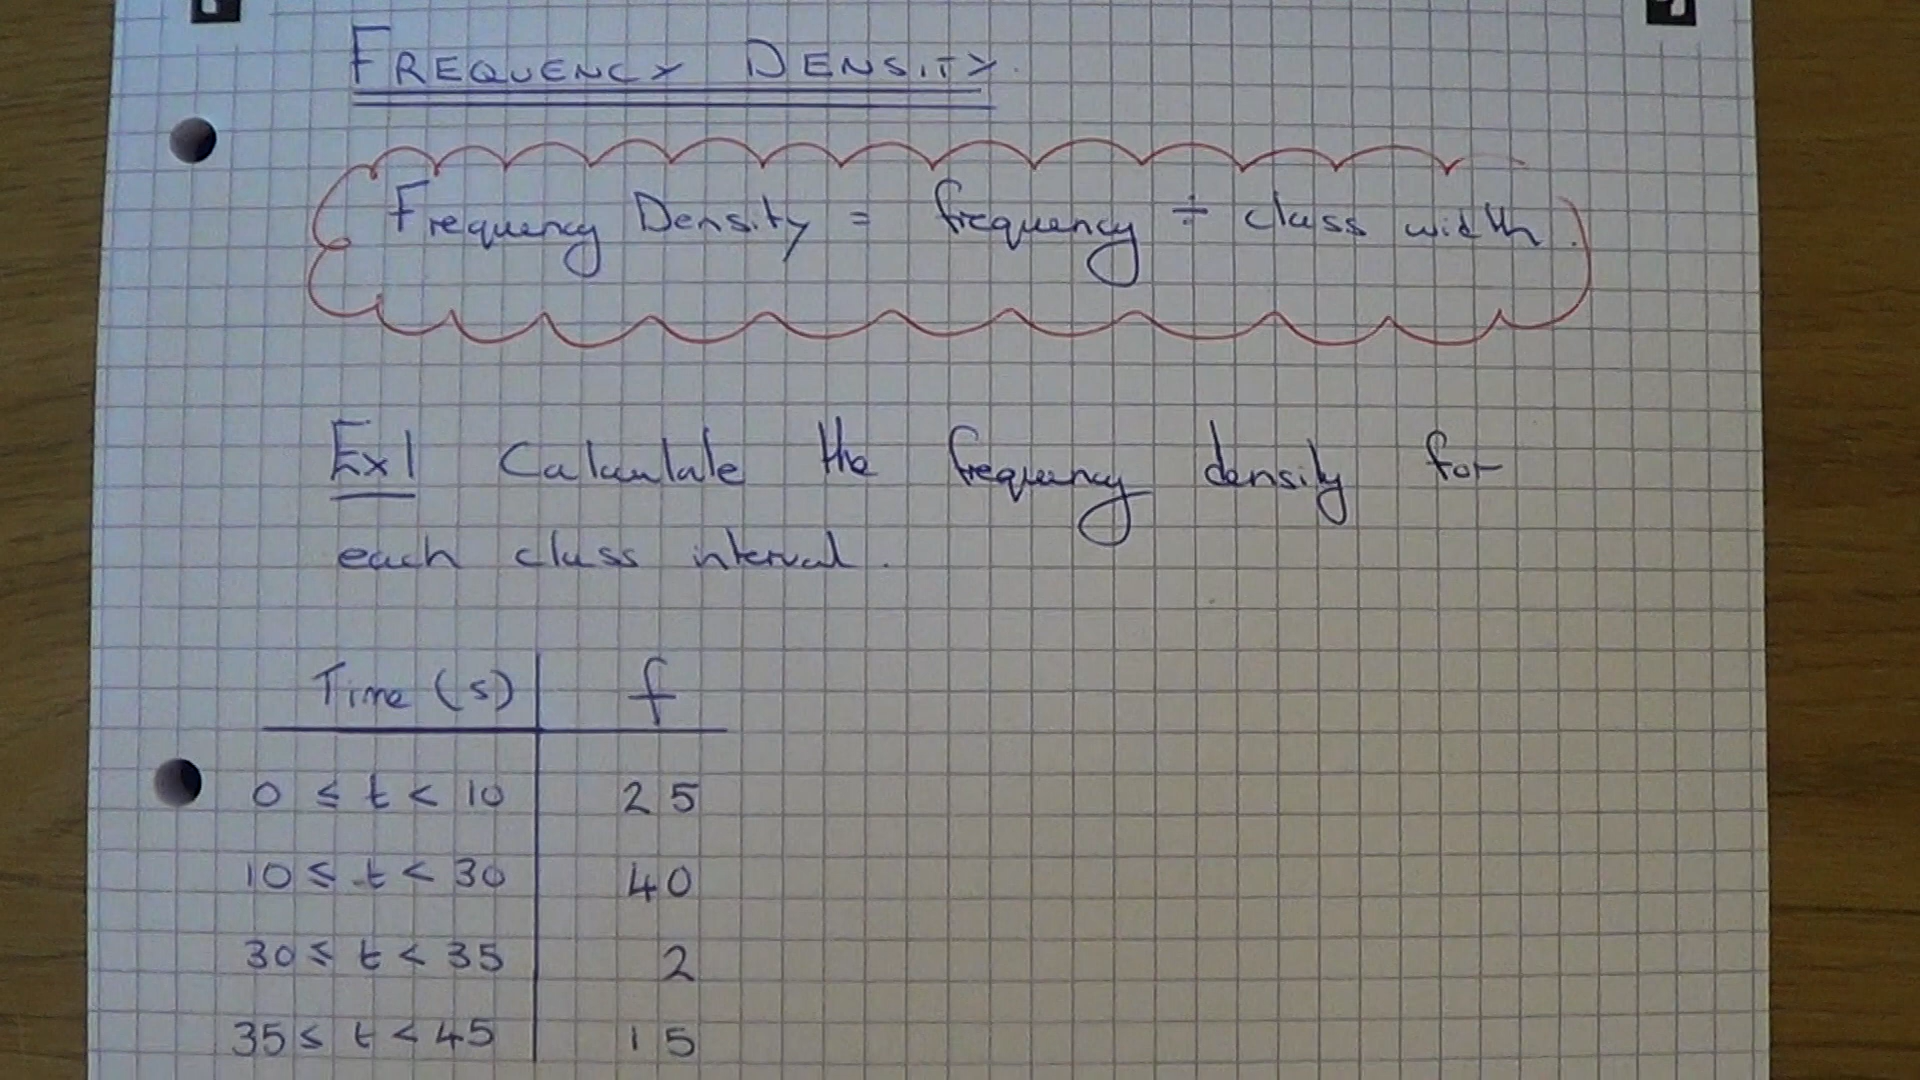 FREQUENCY DENSITY.
Frequency Density = frequency ÷ class width.
Ex1 Calculate the frequency density for
each class interval.
Time (s) f
0 ≤ t < 10 25
10 ≤ t < 30 40
30 ≤ t < 35 2
35 ≤ t < 45 15